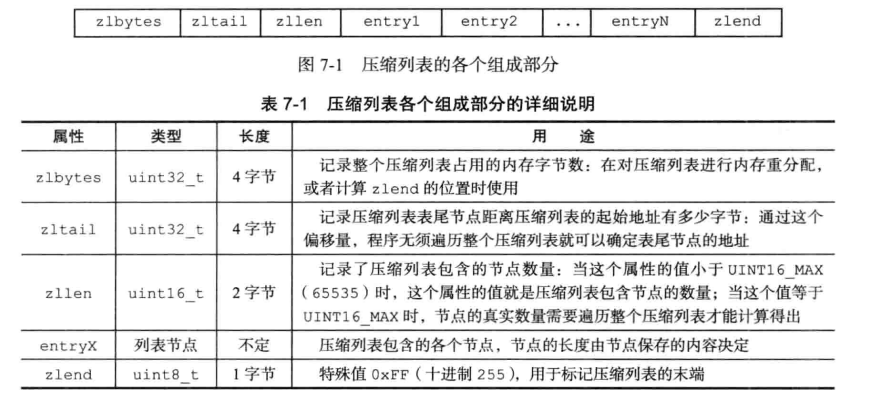 zlbytes zltail zllen entry1 entry2 ... entryN zlend
图 7-1 压缩列表的各个组成部分
表 7-1 压缩列表各个组成部分的详细说明
属性 类型 长度 用 途
zlbytes uint32_t 4 字节 记录整个压缩列表占用的内存字节数：在对压缩列表进行内存重分配，
或者计算 zlend 的位置时使用
zltail uint32_t 4 字节 记录压缩列表表尾节点距离压缩列表的起始地址有多少字节：通过这个
偏移量，程序无须遍历整个压缩列表就可以确定表尾节点的地址
zllen uint16_t 2 字节 记录了压缩列表包含的节点数量：当这个属性的值小于 UINT16_MAX
（65535）时，这个属性的值就是压缩列表包含节点的数量；当这个值等于
UINT16_MAX 时，节点的真实数量需要遍历整个压缩列表才能计算得出
entryX 列表节点 不定 压缩列表包含的各个节点，节点的长度由节点保存的内容决定
zlend uint8_t 1 字节 特殊值 0xFF（十进制 255），用于标记压缩列表的末端